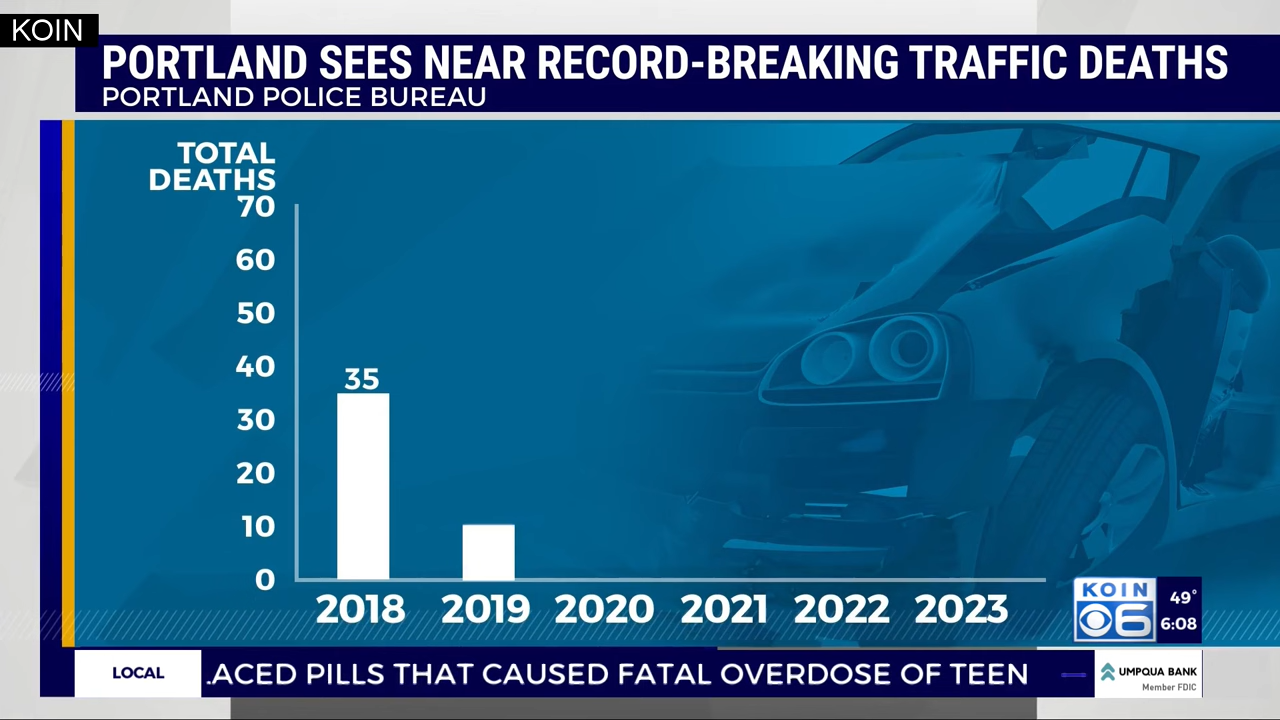 KOIN
PORTLAND SEES NEAR RECORD-BREAKING TRAFFIC DEATHS
PORTLAND POLICE BUREAU
TOTAL
DEATHS
70
60
50
40
35
30
20
10
0
2018 2019 2020 2021 2022 2023
KOIN
6
49°
6:08
LOCAL
.ACED PILLS THAT CAUSED FATAL OVERDOSE OF TEEN
UMPQUA BANK
Member FDIC